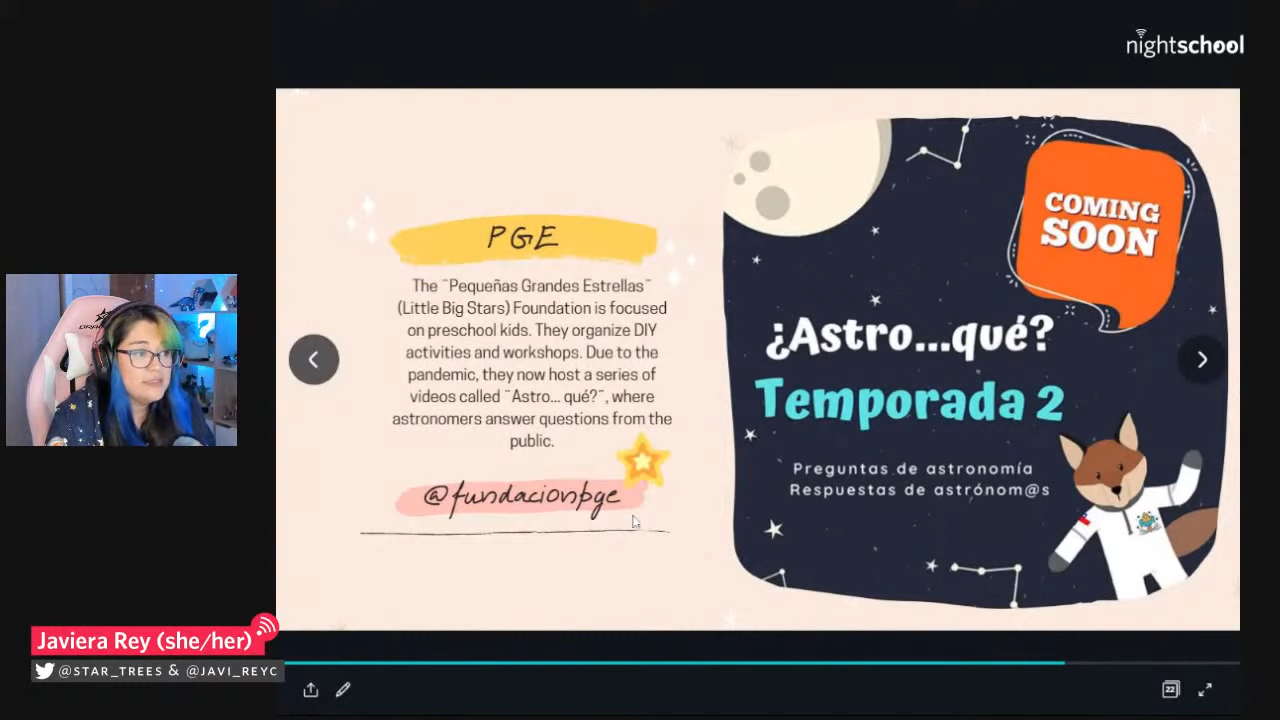 nightschool
PGE
The ¨Pequeñas Grandes Estrellas¨
(Little Big Stars) Foundation is focused
on preschool kids. They organize DIY
activities and workshops. Due to the
pandemic, they now host a series of
videos called ¨Astro... qué?¨, where
astronomers answer questions from the
public.
@fundacionpge
COMING
SOON
¿Astro...qué?
Temporada 2
Preguntas de astronomía
Respuestas de astrónom@s
Javiera Rey (she/her)
@STAR_TREES & @JAVI_REYC
22